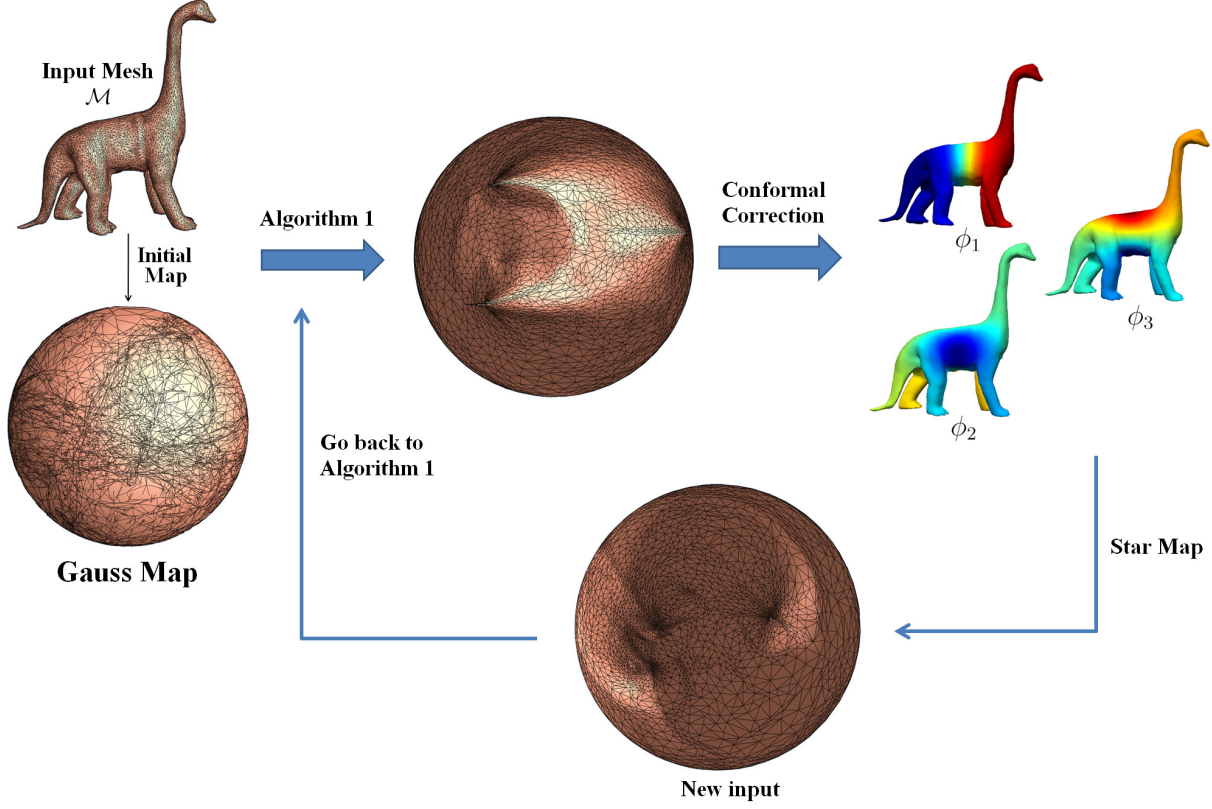 Input Mesh
ℳ
Initial
Map
Gauss Map
Algorithm 1
Conformal
Correction
ϕ₁
ϕ₃
ϕ₂
Go back to
Algorithm 1
Star Map
New input